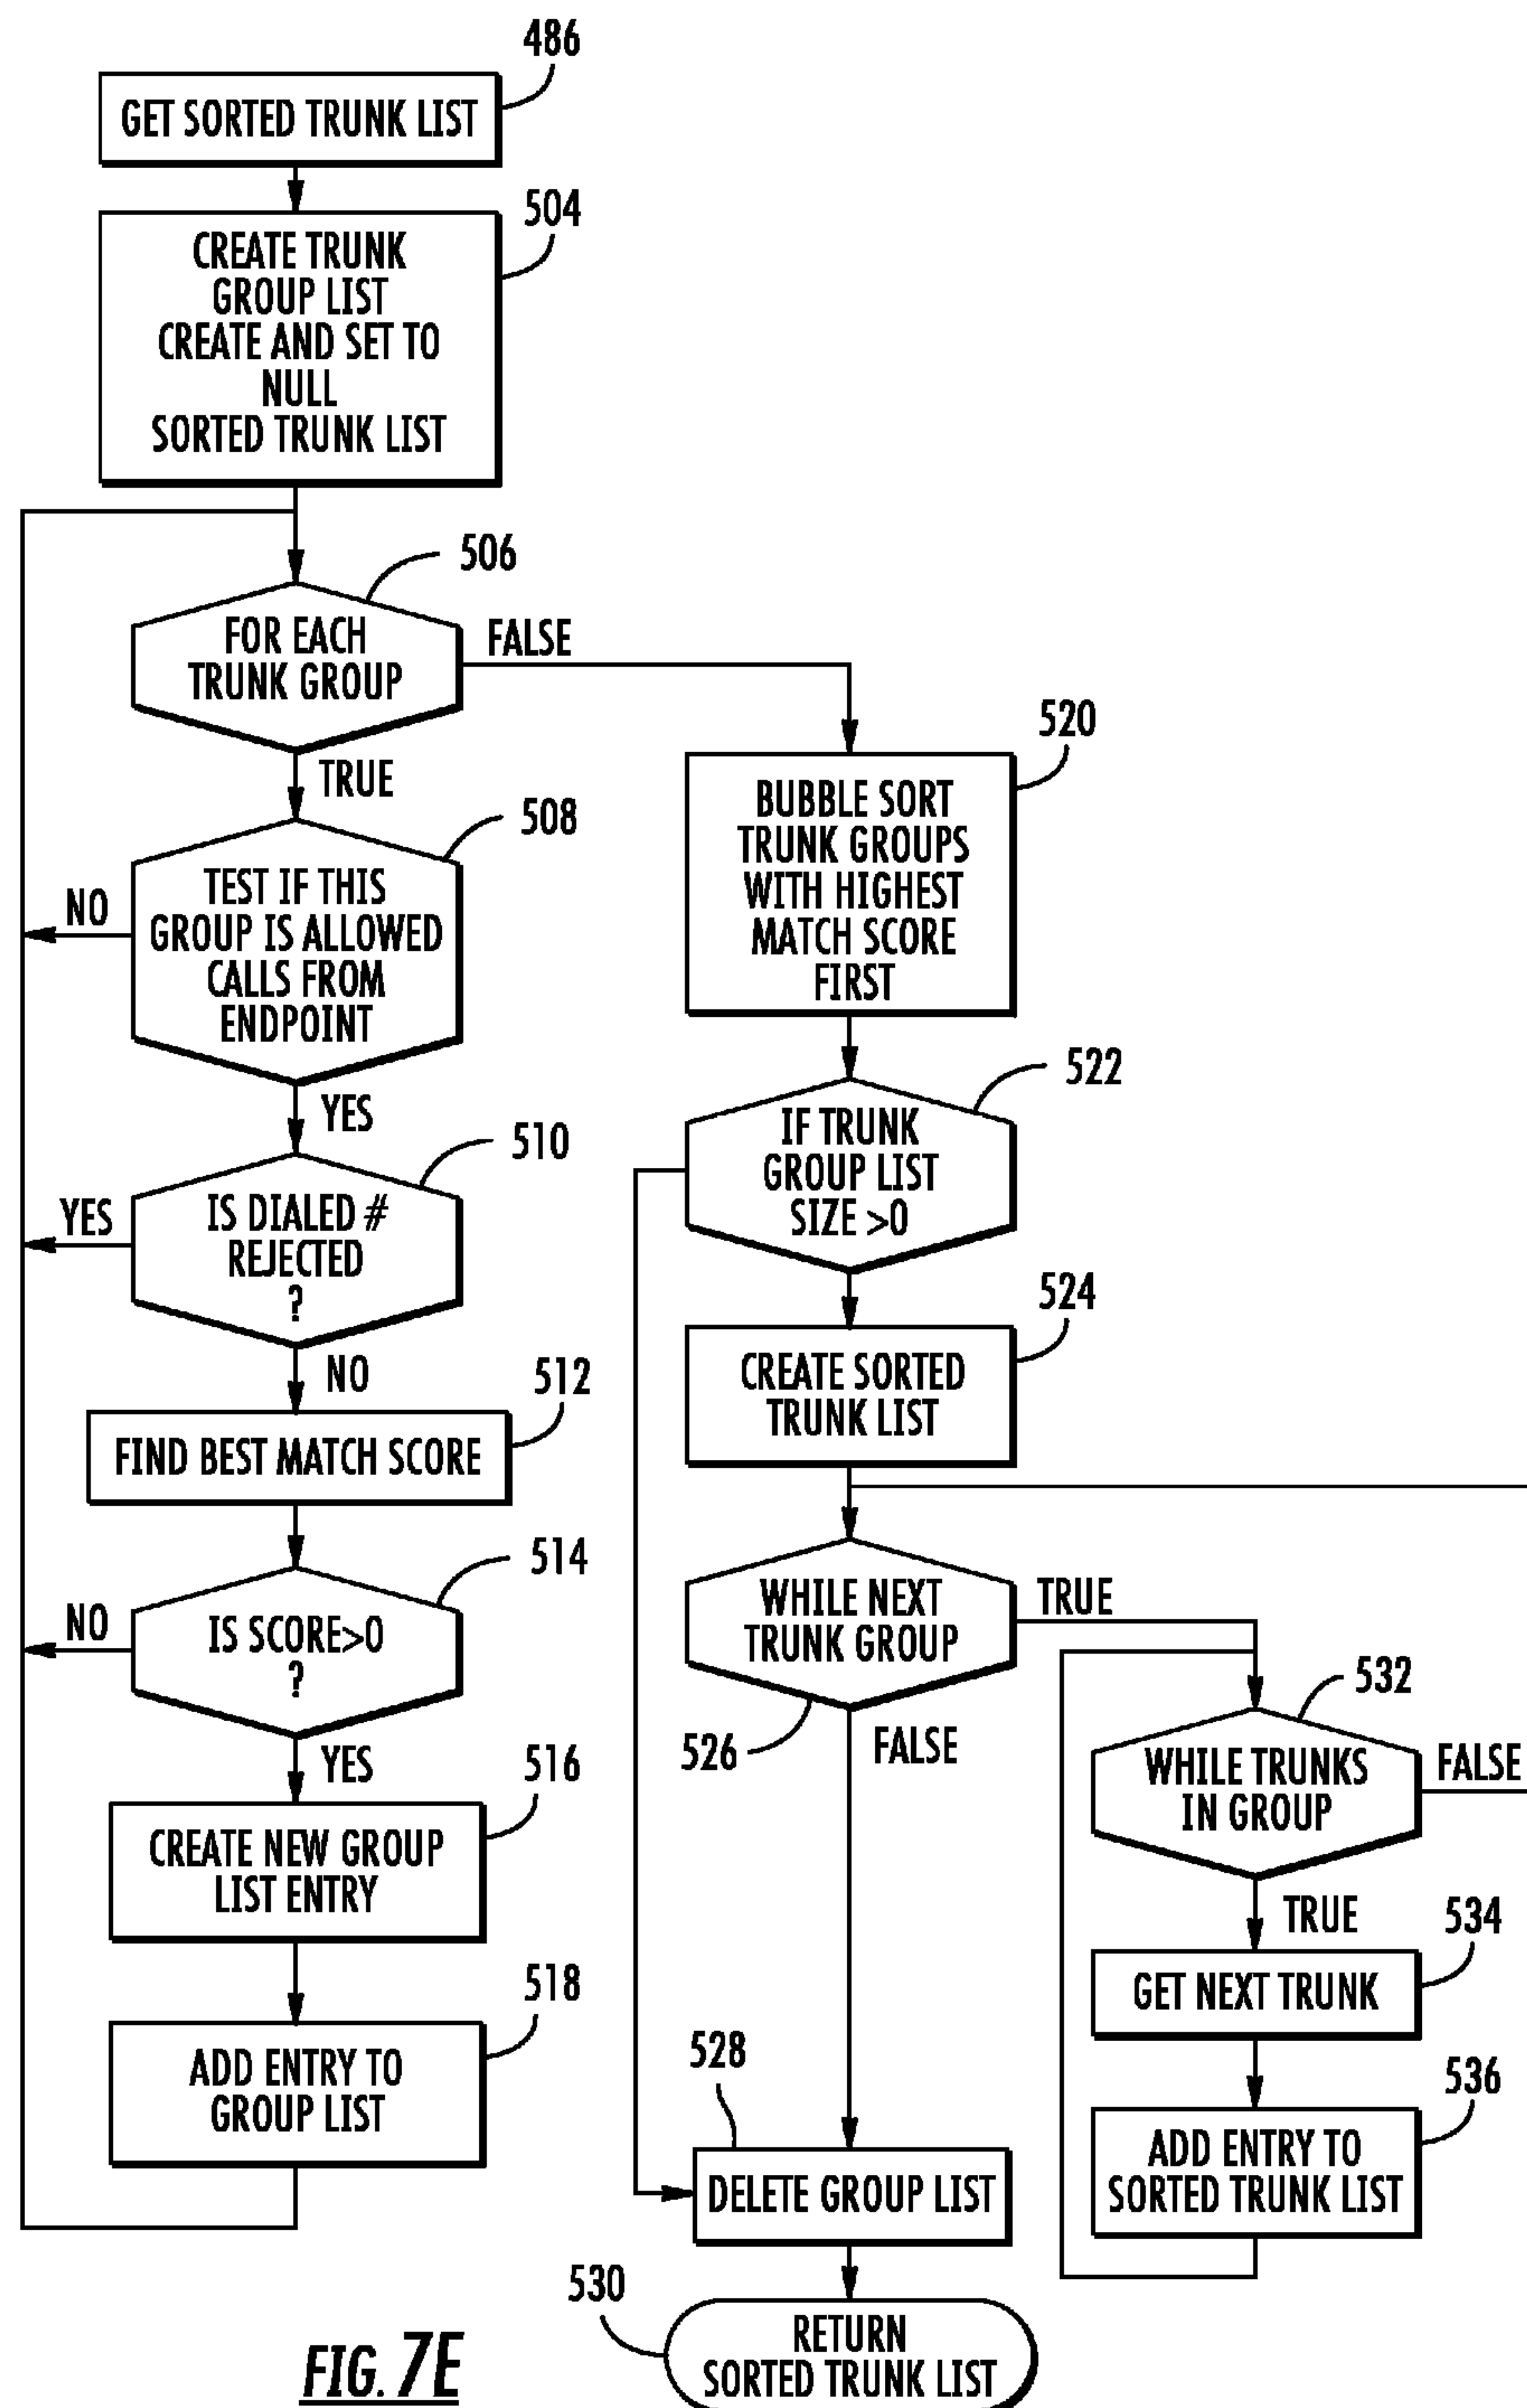 486
GET SORTED TRUNK LIST
504
CREATE TRUNK
GROUP LIST
CREATE AND SET TO
NULL
SORTED TRUNK LIST
506
FOR EACH
TRUNK GROUP
FALSE
TRUE
508
TEST IF THIS
GROUP IS ALLOWED
CALLS FROM
ENDPOINT
NO
YES
510
IS DIALED #
REJECTED
?
YES
NO
512
FIND BEST MATCH SCORE
514
IS SCORE>0
?
NO
YES
516
CREATE NEW GROUP
LIST ENTRY
518
ADD ENTRY TO
GROUP LIST
520
BUBBLE SORT
TRUNK GROUPS
WITH HIGHEST
MATCH SCORE
FIRST
522
IF TRUNK
GROUP LIST
SIZE >0
524
CREATE SORTED
TRUNK LIST
WHILE NEXT
TRUNK GROUP
TRUE
526
FALSE
532
WHILE TRUNKS
IN GROUP
FALSE
TRUE
534
GET NEXT TRUNK
536
ADD ENTRY TO
SORTED TRUNK LIST
528
DELETE GROUP LIST
530
RETURN
SORTED TRUNK LIST
FIG. 7E